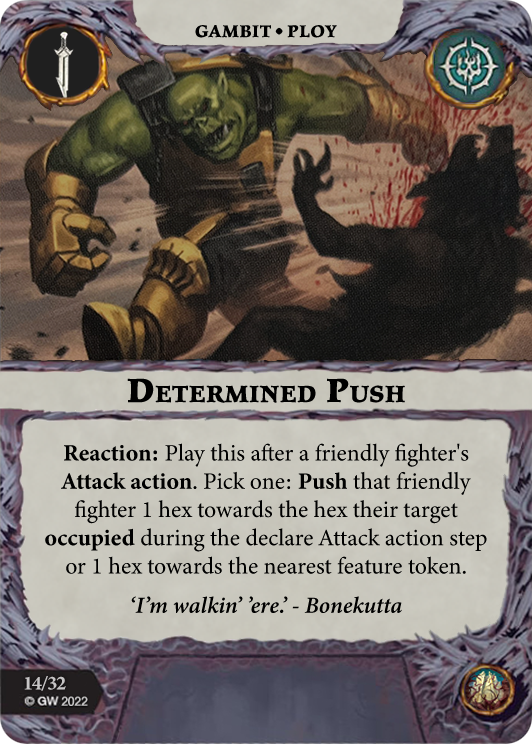 GAMBIT • PLOY
DETERMINED PUSH
Reaction: Play this after a friendly fighter's
Attack action. Pick one: Push that friendly
fighter 1 hex towards the hex their target
occupied during the declare Attack action step
or 1 hex towards the nearest feature token.
‘I’m walkin’ ’ere.’ - Bonekutta
14/32
© GW 2022